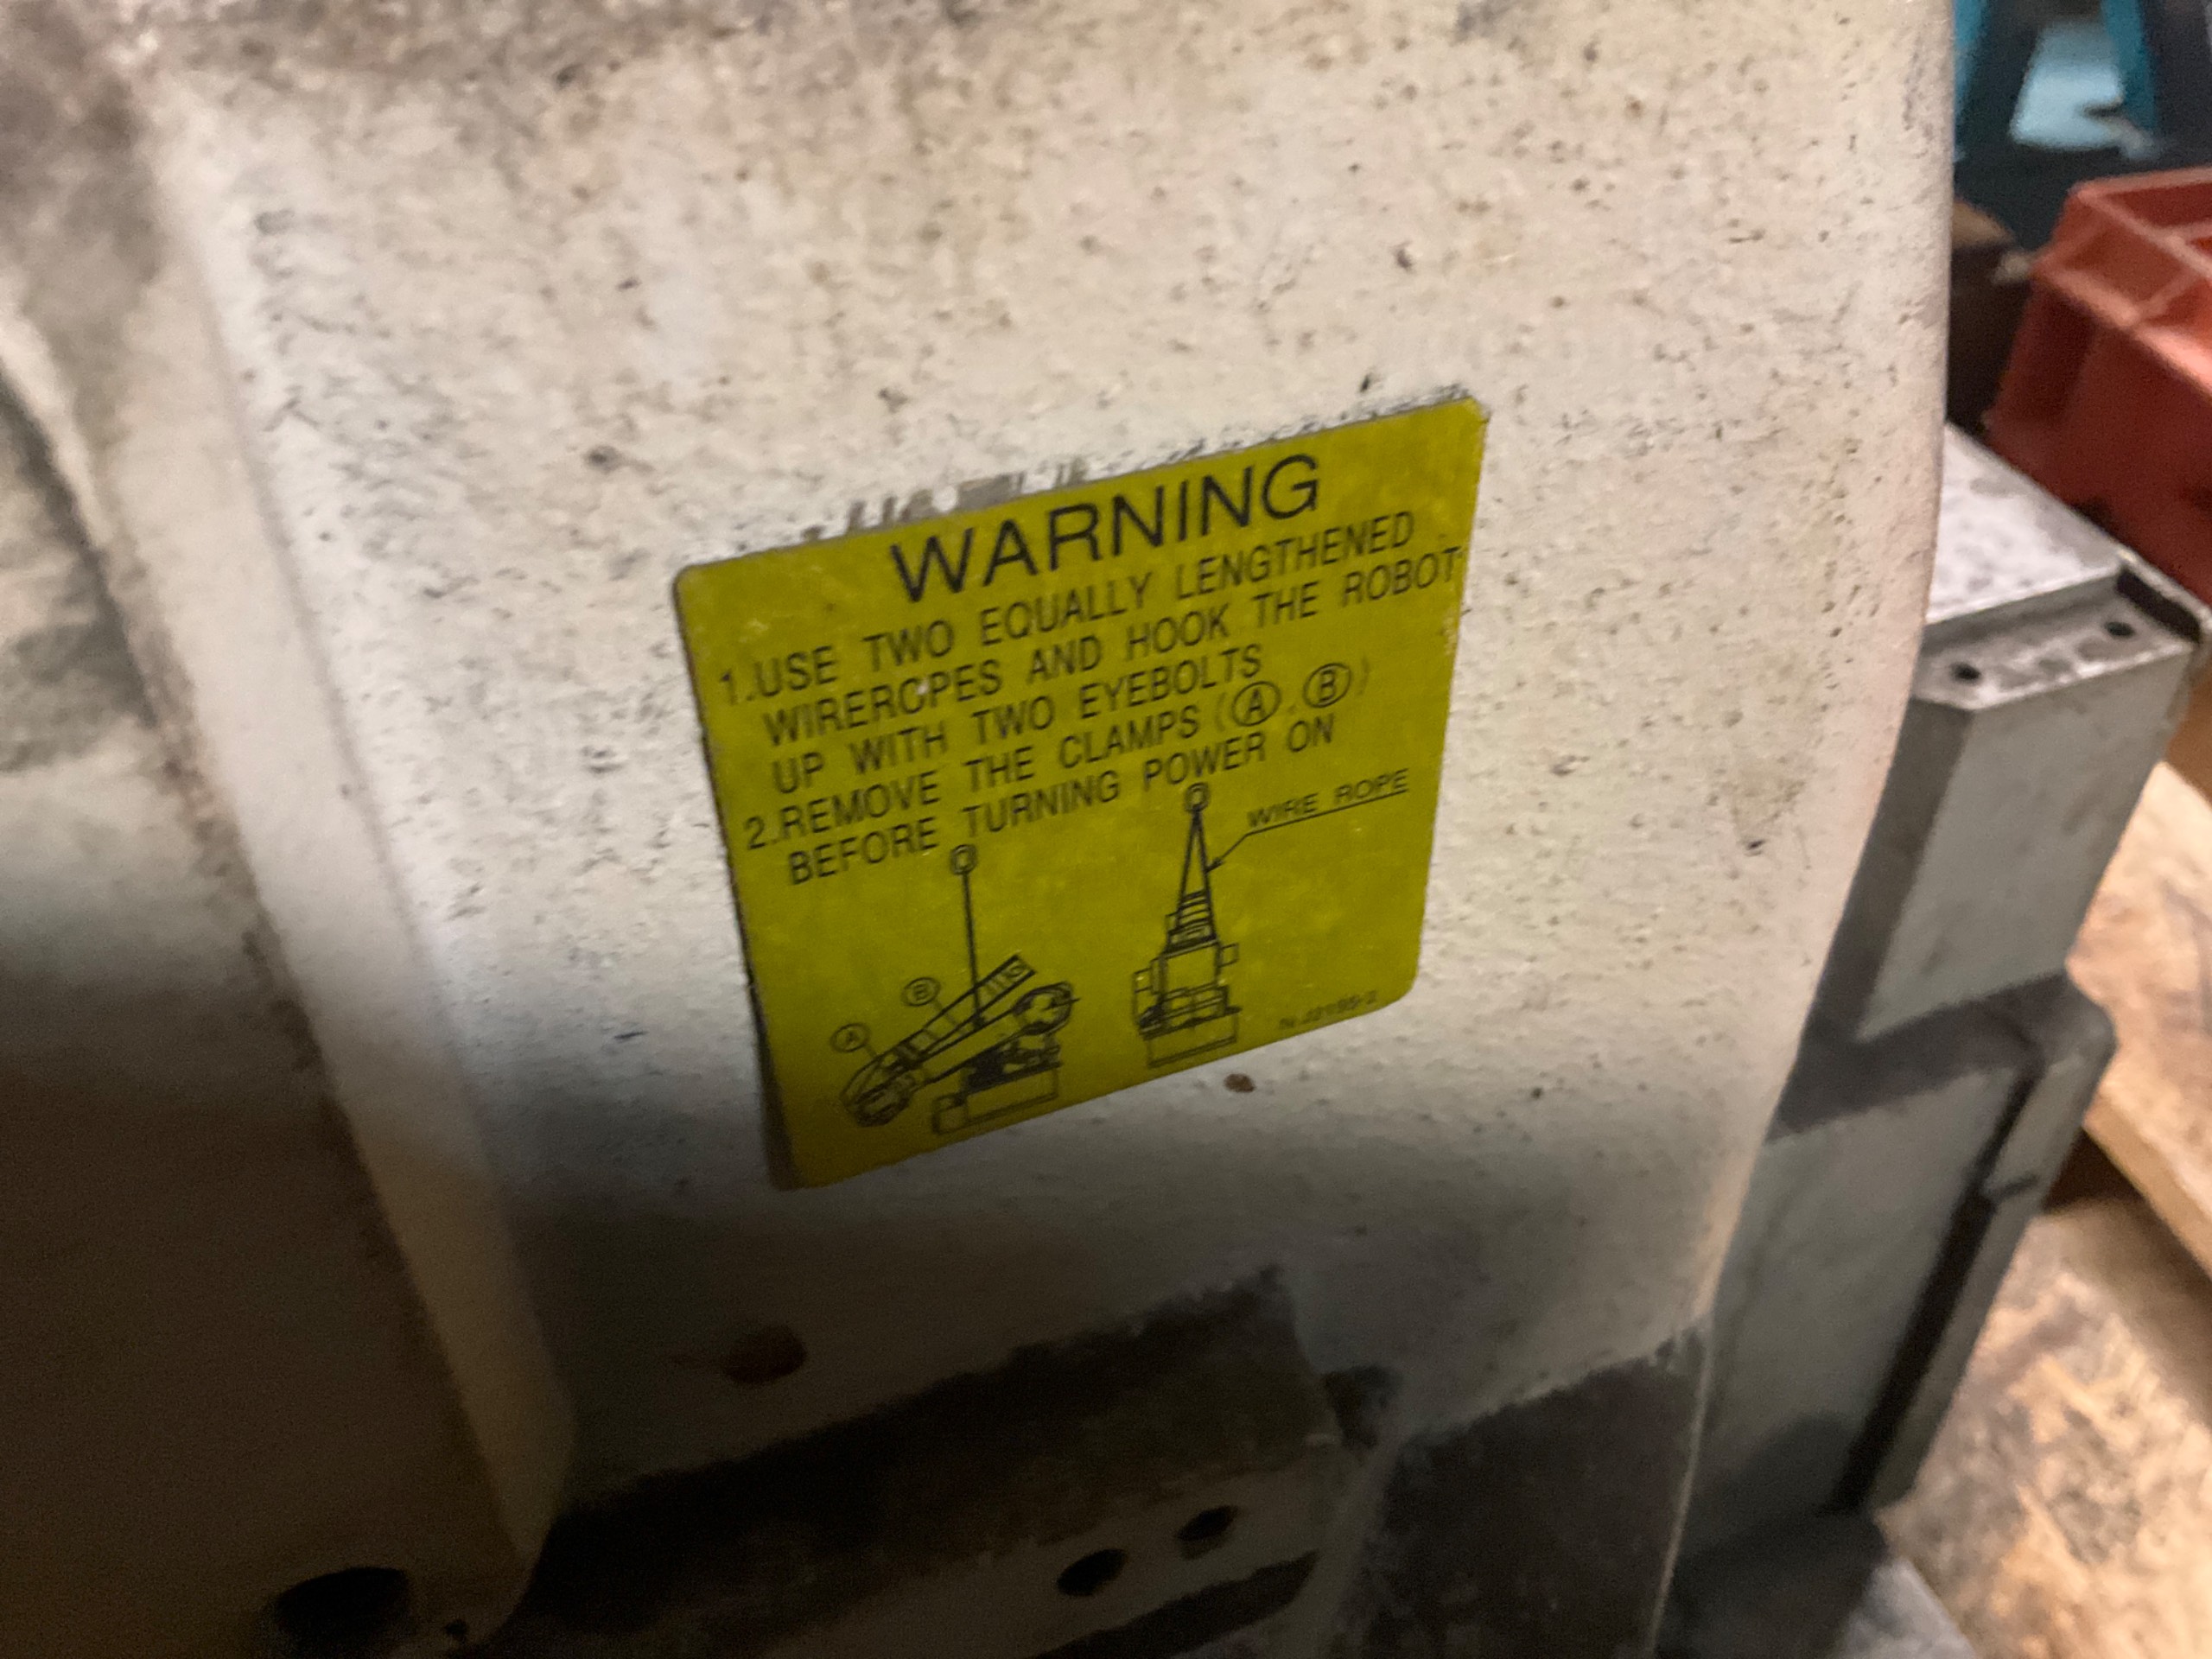 WARNING
1.USE TWO EQUALLY LENGTHENED
WIREROPES AND HOOK THE ROBOT
UP WITH TWO EYEBOLTS
2.REMOVE THE CLAMPS (Ⓐ,Ⓑ)
BEFORE TURNING POWER ON
WIRE ROPE
Ⓑ
Ⓐ